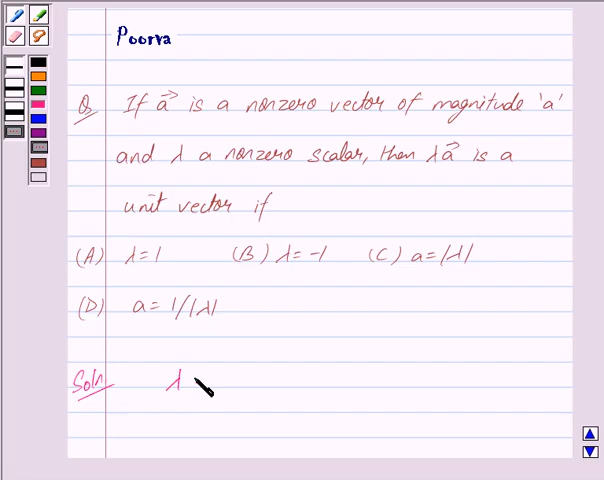 Poorva
Q If a⃗ is a nonzero vector of magnitude 'a'
and λ a nonzero scalar, then λa⃗ is a
unit vector if
(A) λ=1 (B) λ=-1 (C) a=|λ|
(D) a=1/|λ|
Soln λ